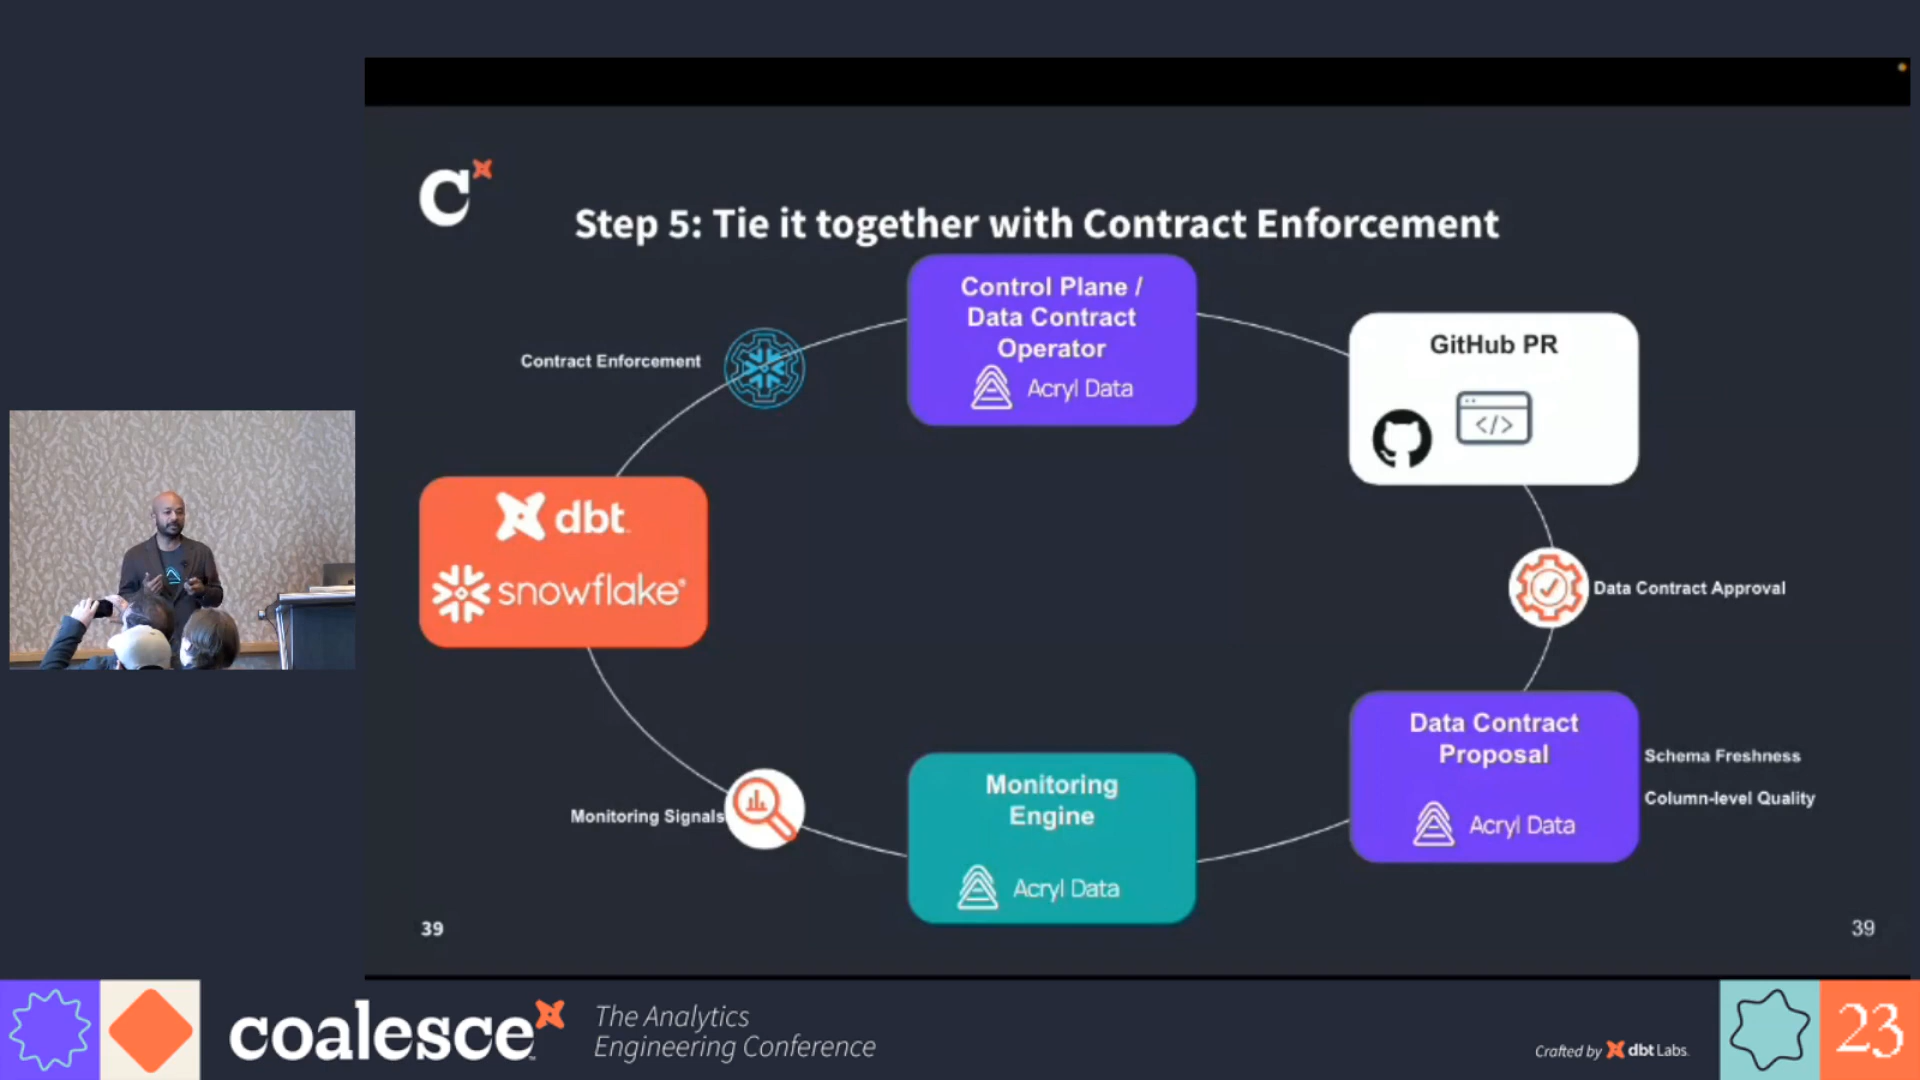 Step 5: Tie it together with Contract Enforcement
Control Plane /
Data Contract
Operator
Acryl Data
GitHub PR
</>
Contract Enforcement
dbt
snowflake®
Data Contract Approval
Data Contract
Proposal
Acryl Data
Schema Freshness
Column-level Quality
Monitoring
Engine
Acryl Data
Monitoring Signals
39
39
coalesce
The Analytics
Engineering Conference
Crafted by dbt Labs.
23